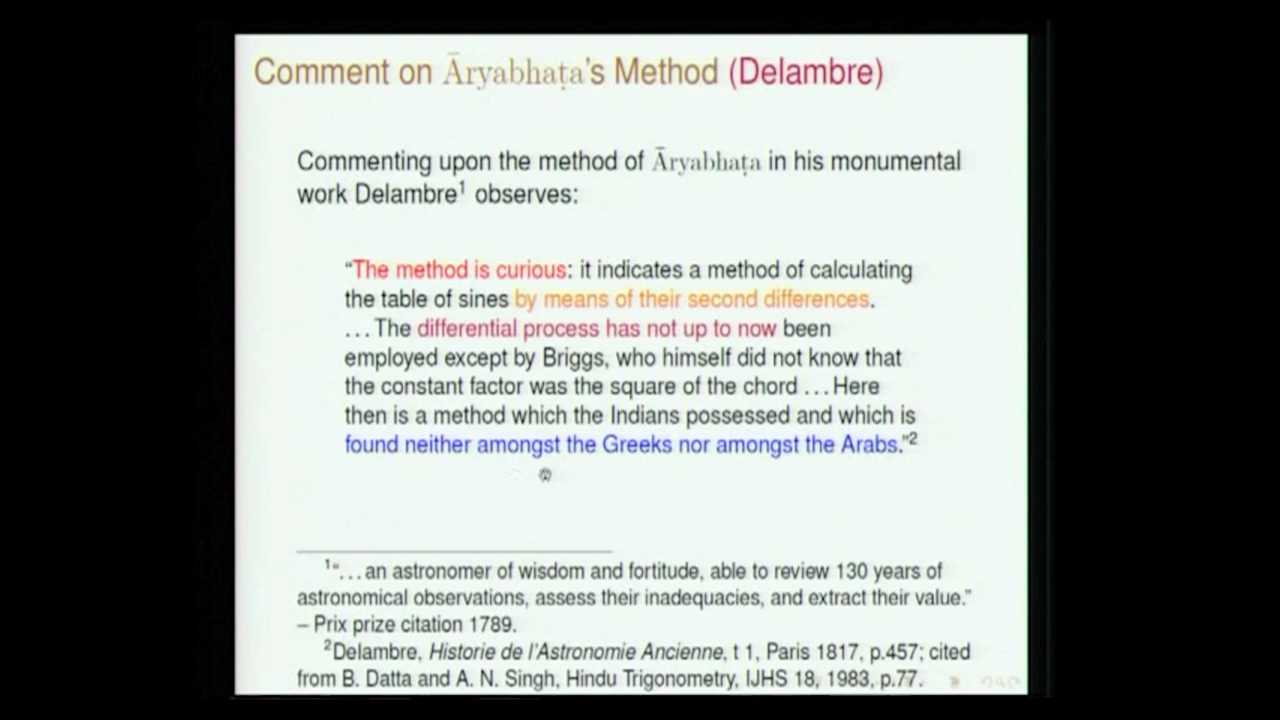 Comment on Āryabhaṭa's Method (Delambre)
Commenting upon the method of Āryabhaṭa in his monumental
work Delambre¹ observes:
“The method is curious: it indicates a method of calculating
the table of sines by means of their second differences.
...The differential process has not up to now been
employed except by Briggs, who himself did not know that
the constant factor was the square of the chord ...Here
then is a method which the Indians possessed and which is
found neither amongst the Greeks nor amongst the Arabs.”²
¹“...an astronomer of wisdom and fortitude, able to review 130 years of
astronomical observations, assess their inadequacies, and extract their value.”
– Prix prize citation 1789.
²Delambre, Historie de l'Astronomie Ancienne, t 1, Paris 1817, p.457; cited
from B. Datta and A. N. Singh, Hindu Trigonometry, IJHS 18, 1983, p.77.